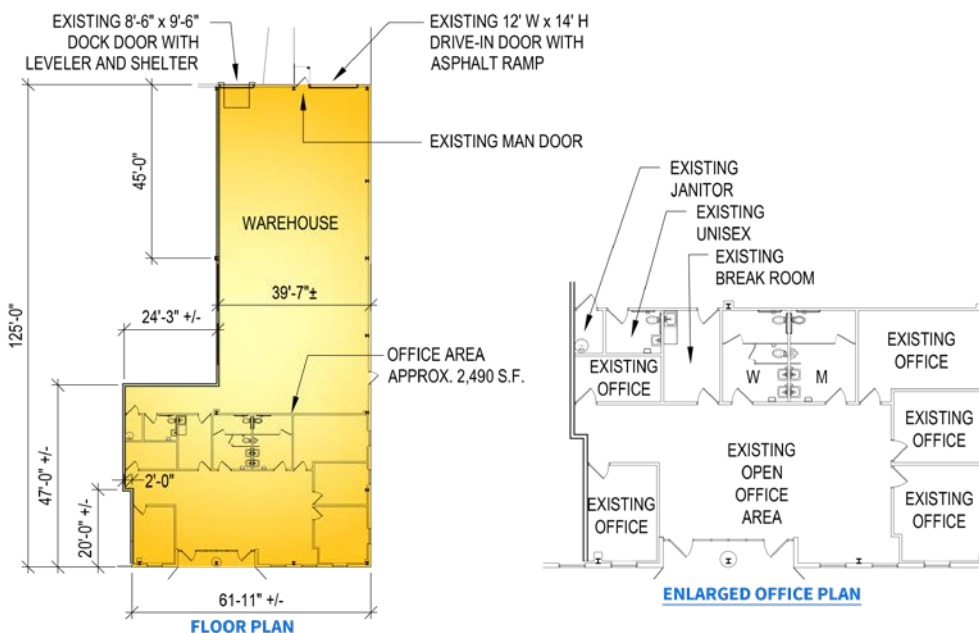 EXISTING 8'-6" x 9'-6"
DOCK DOOR WITH
LEVELER AND SHELTER
EXISTING 12' W x 14' H
DRIVE-IN DOOR WITH
ASPHALT RAMP
EXISTING MAN DOOR
45'-0"
WAREHOUSE
39'-7"±
24'-3" +/-
125'-0"
OFFICE AREA
APPROX. 2,490 S.F.
47'-0" +/-
2'-0"
20'-0" +/-
61-11" +/-
FLOOR PLAN
EXISTING
JANITOR
EXISTING
UNISEX
EXISTING
BREAK ROOM
EXISTING
OFFICE
EXISTING
OFFICE
W
M
EXISTING
OFFICE
EXISTING
OPEN
OFFICE
AREA
EXISTING
OFFICE
EXISTING
OFFICE
ENLARGED OFFICE PLAN